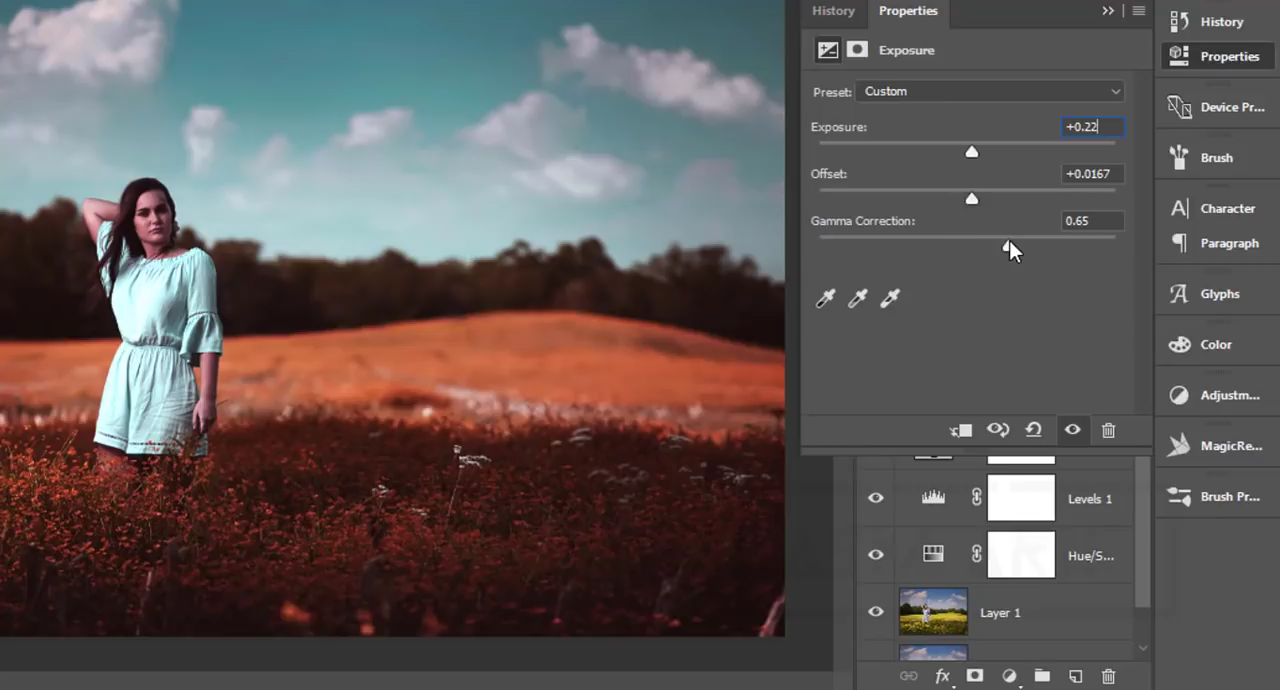 History
Properties
Exposure
Preset:
Custom
Exposure:
+0.22
Offset:
+0.0167
Gamma Correction:
0.65
Levels 1
Hue/S...
Layer 1
fx
History
Properties
Device Pr...
Brush
Character
Paragraph
Glyphs
Color
Adjustm...
MagicRe...
Brush Pr...